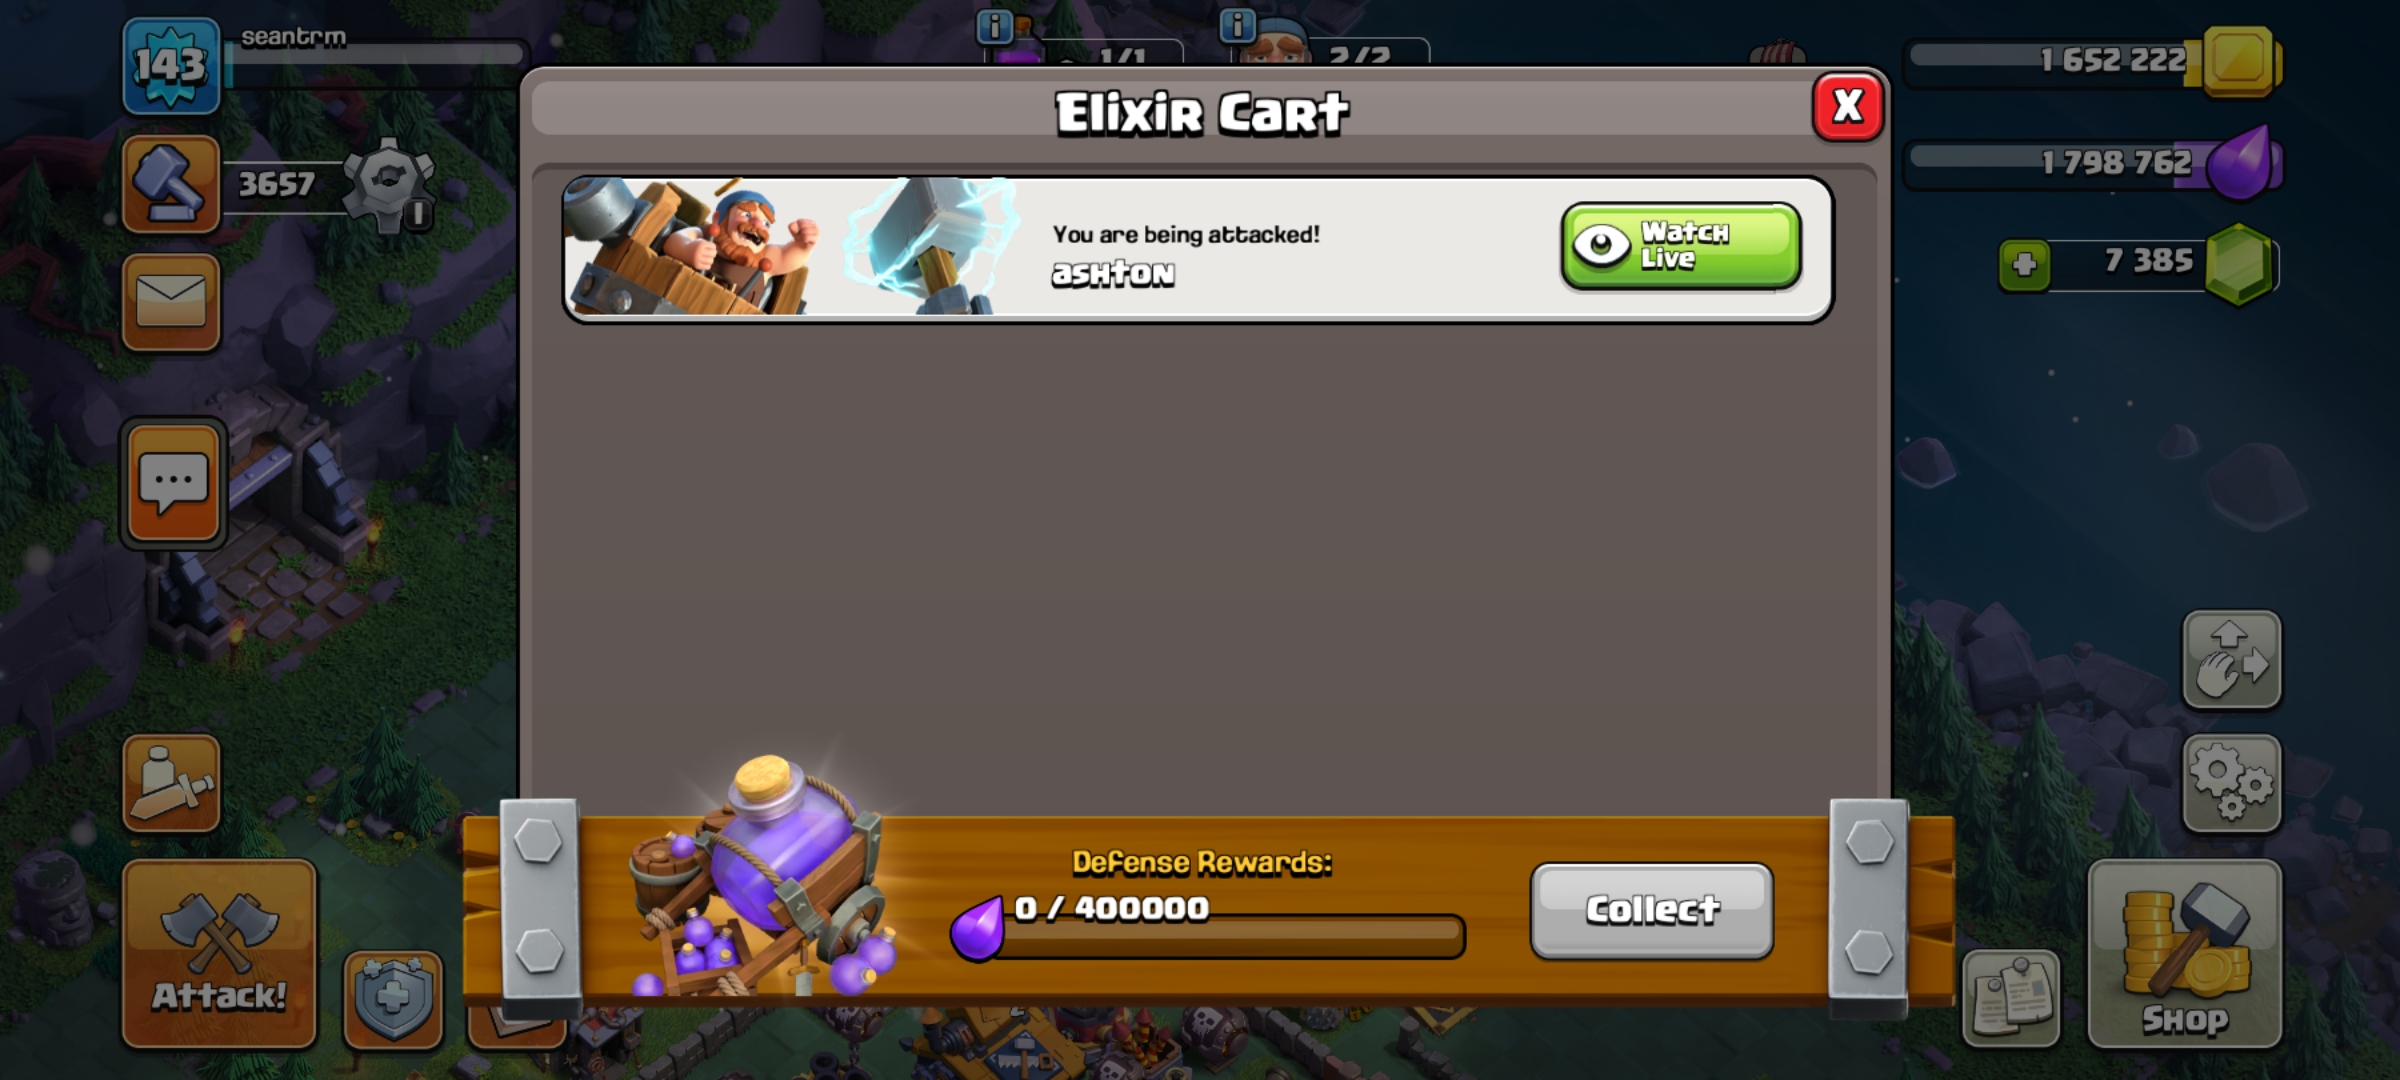 143
seantrm
1/1
2/2
1 652 222
Elixir Cart
X
3657
1 798 762
You are being attacked!
ashton
Watch
Live
7 385
Defense Rewards:
0 / 400000
Collect
Attack!
Shop